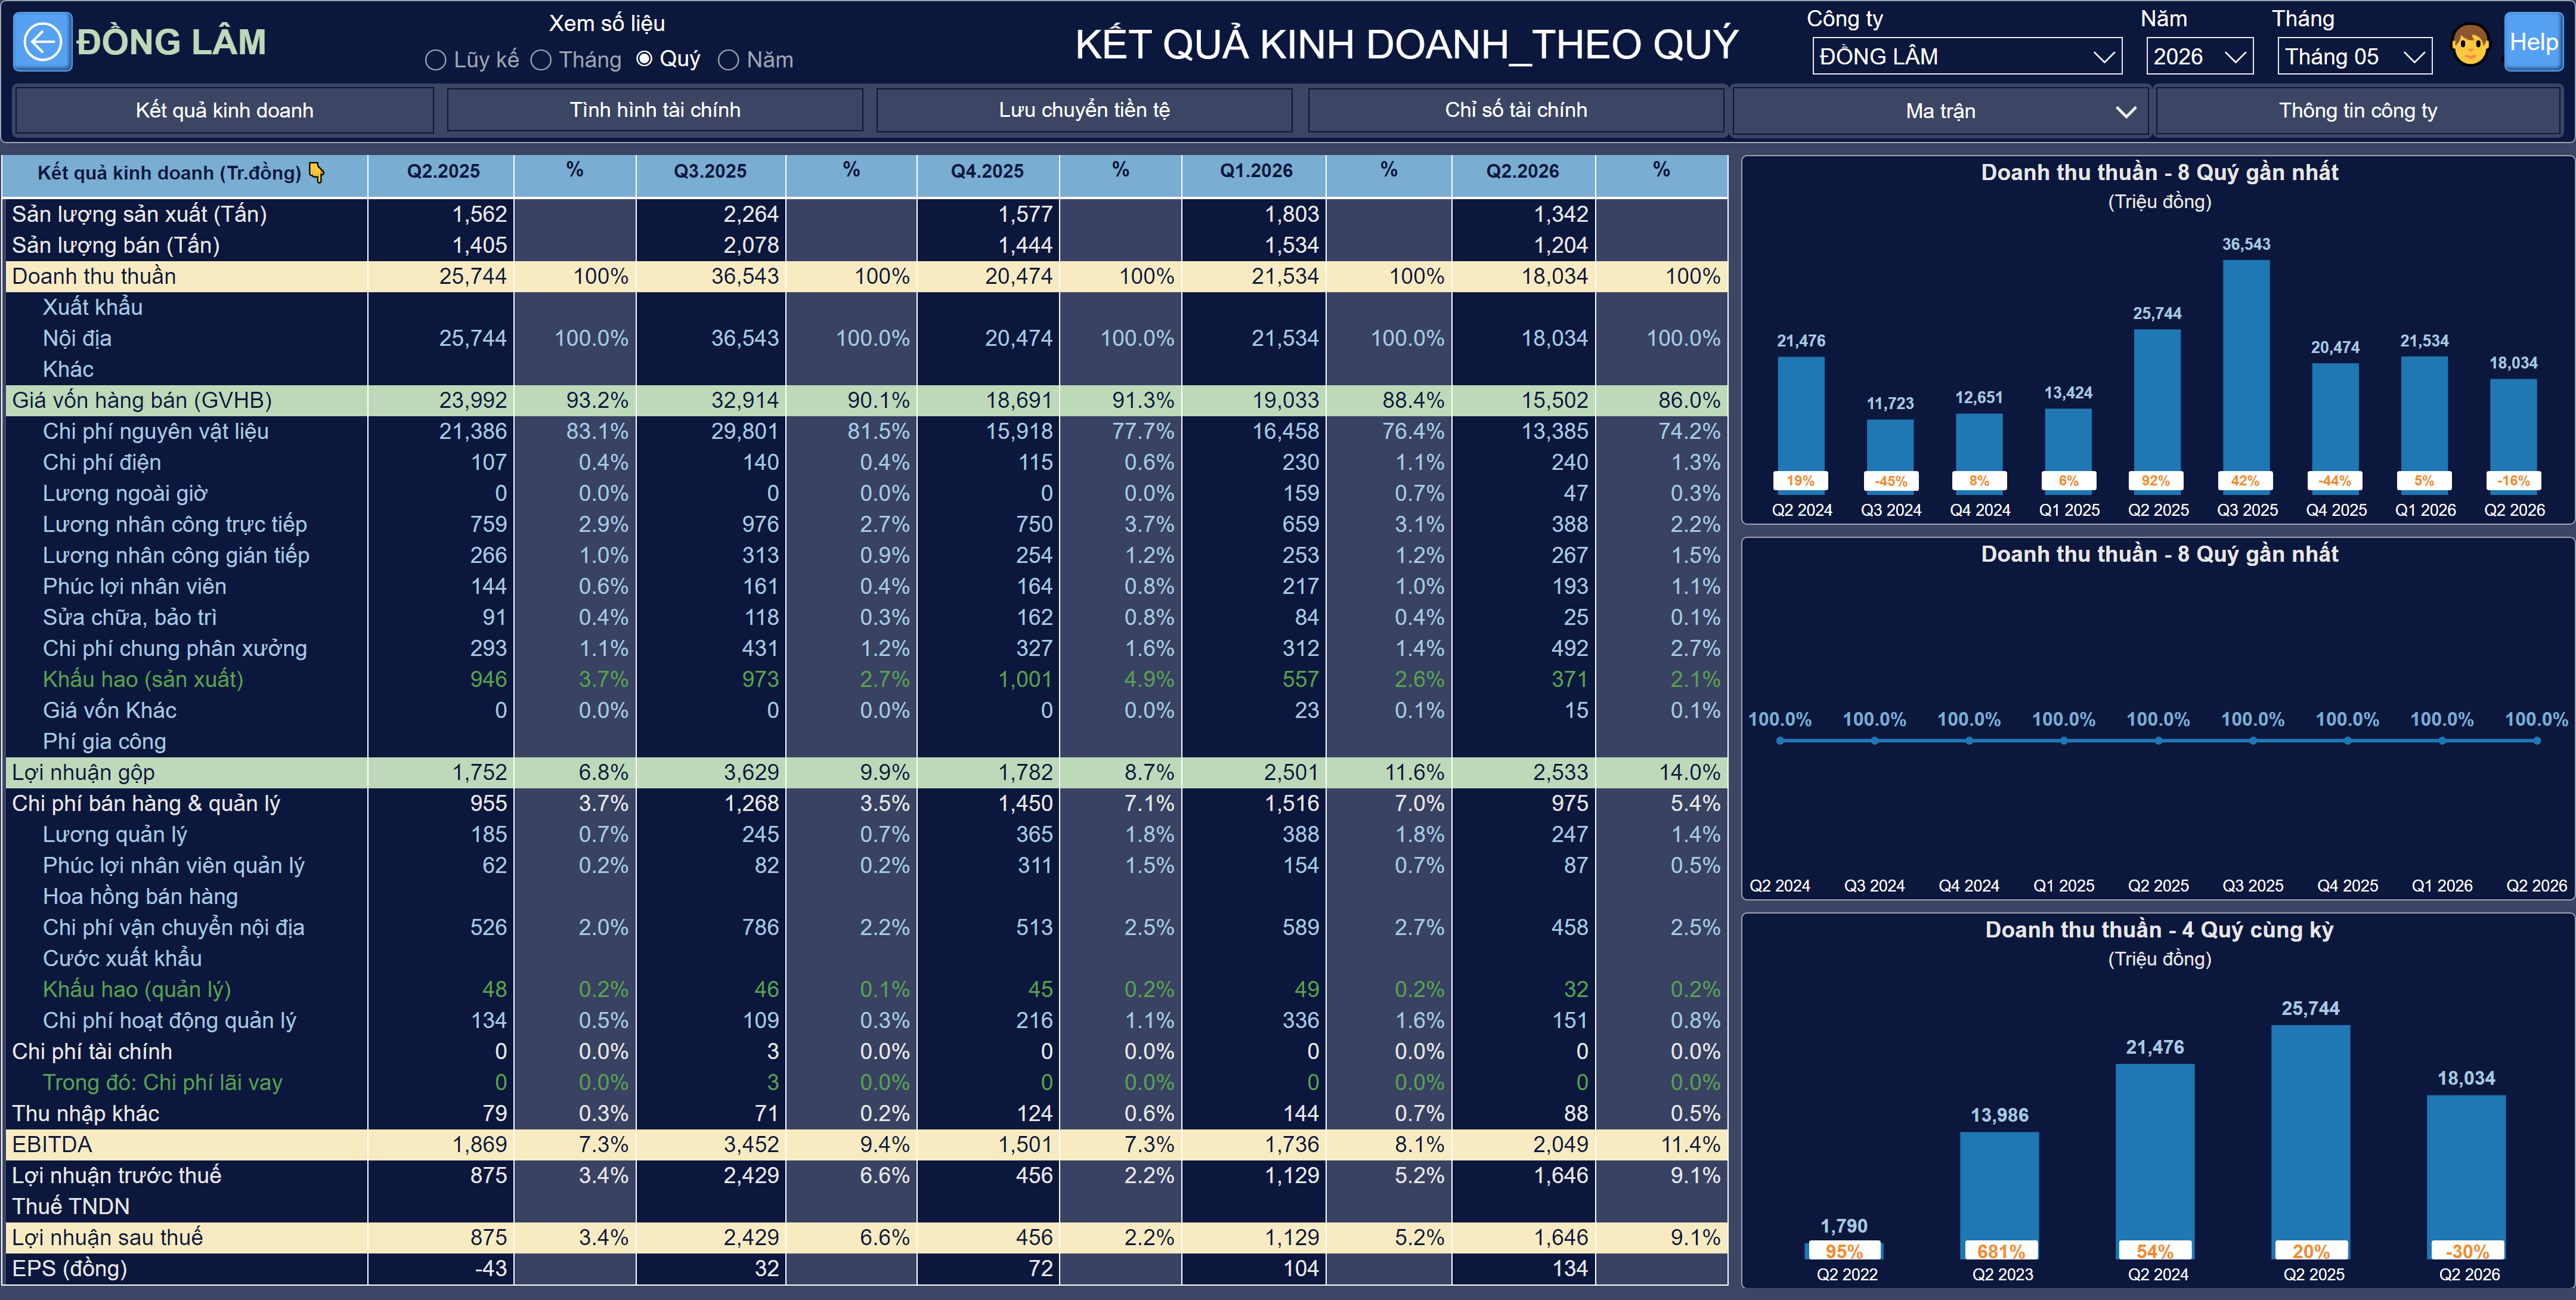 ĐỒNG LÂM
Xem số liệu
Lũy kế Tháng Quý Năm
KẾT QUẢ KINH DOANH_THEO QUÝ
Công ty
ĐỒNG LÂM
Năm
2026
Tháng
Tháng 05
Help
Kết quả kinh doanh
Tình hình tài chính
Lưu chuyển tiền tệ
Chỉ số tài chính
Ma trận
Thông tin công ty
Kết quả kinh doanh (Tr.đồng) Q2.2025 % Q3.2025 % Q4.2025 % Q1.2026 % Q2.2026 %
Sản lượng sản xuất (Tấn) 1,562 2,264 1,577 1,803 1,342
Sản lượng bán (Tấn) 1,405 2,078 1,444 1,534 1,204
Doanh thu thuần 25,744 100% 36,543 100% 20,474 100% 21,534 100% 18,034 100%
Xuất khẩu
Nội địa 25,744 100.0% 36,543 100.0% 20,474 100.0% 21,534 100.0% 18,034 100.0%
Khác
Giá vốn hàng bán (GVHB) 23,992 93.2% 32,914 90.1% 18,691 91.3% 19,033 88.4% 15,502 86.0%
Chi phí nguyên vật liệu 21,386 83.1% 29,801 81.5% 15,918 77.7% 16,458 76.4% 13,385 74.2%
Chi phí điện 107 0.4% 140 0.4% 115 0.6% 230 1.1% 240 1.3%
Lương ngoài giờ 0 0.0% 0 0.0% 0 0.0% 159 0.7% 47 0.3%
Lương nhân công trực tiếp 759 2.9% 976 2.7% 750 3.7% 659 3.1% 388 2.2%
Lương nhân công gián tiếp 266 1.0% 313 0.9% 254 1.2% 253 1.2% 267 1.5%
Phúc lợi nhân viên 144 0.6% 161 0.4% 164 0.8% 217 1.0% 193 1.1%
Sửa chữa, bảo trì 91 0.4% 118 0.3% 162 0.8% 84 0.4% 25 0.1%
Chi phí chung phân xưởng 293 1.1% 431 1.2% 327 1.6% 312 1.4% 492 2.7%
Khấu hao (sản xuất) 946 3.7% 973 2.7% 1,001 4.9% 557 2.6% 371 2.1%
Giá vốn Khác 0 0.0% 0 0.0% 0 0.0% 23 0.1% 15 0.1%
Phí gia công
Lợi nhuận gộp 1,752 6.8% 3,629 9.9% 1,782 8.7% 2,501 11.6% 2,533 14.0%
Chi phí bán hàng & quản lý 955 3.7% 1,268 3.5% 1,450 7.1% 1,516 7.0% 975 5.4%
Lương quản lý 185 0.7% 245 0.7% 365 1.8% 388 1.8% 247 1.4%
Phúc lợi nhân viên quản lý 62 0.2% 82 0.2% 311 1.5% 154 0.7% 87 0.5%
Hoa hồng bán hàng
Chi phí vận chuyển nội địa 526 2.0% 786 2.2% 513 2.5% 589 2.7% 458 2.5%
Cước xuất khẩu
Khấu hao (quản lý) 48 0.2% 46 0.1% 45 0.2% 49 0.2% 32 0.2%
Chi phí hoạt động quản lý 134 0.5% 109 0.3% 216 1.1% 336 1.6% 151 0.8%
Chi phí tài chính 0 0.0% 3 0.0% 0 0.0% 0 0.0% 0 0.0%
Trong đó: Chi phí lãi vay 0 0.0% 3 0.0% 0 0.0% 0 0.0% 0 0.0%
Thu nhập khác 79 0.3% 71 0.2% 124 0.6% 144 0.7% 88 0.5%
EBITDA 1,869 7.3% 3,452 9.4% 1,501 7.3% 1,736 8.1% 2,049 11.4%
Lợi nhuận trước thuế 875 3.4% 2,429 6.6% 456 2.2% 1,129 5.2% 1,646 9.1%
Thuế TNDN
Lợi nhuận sau thuế 875 3.4% 2,429 6.6% 456 2.2% 1,129 5.2% 1,646 9.1%
EPS (đồng) -43 32 72 104 134
Doanh thu thuần - 8 Quý gần nhất
(Triệu đồng)
21,476 11,723 12,651 13,424 25,744 36,543 20,474 21,534 18,034
19% -45% 8% 6% 92% 42% -44% 5% -16%
Q2 2024 Q3 2024 Q4 2024 Q1 2025 Q2 2025 Q3 2025 Q4 2025 Q1 2026 Q2 2026
Doanh thu thuần - 8 Quý gần nhất
100.0% 100.0% 100.0% 100.0% 100.0% 100.0% 100.0% 100.0% 100.0%
Q2 2024 Q3 2024 Q4 2024 Q1 2025 Q2 2025 Q3 2025 Q4 2025 Q1 2026 Q2 2026
Doanh thu thuần - 4 Quý cùng kỳ
(Triệu đồng)
1,790 13,986 21,476 25,744 18,034
95% 681% 54% 20% -30%
Q2 2022 Q2 2023 Q2 2024 Q2 2025 Q2 2026